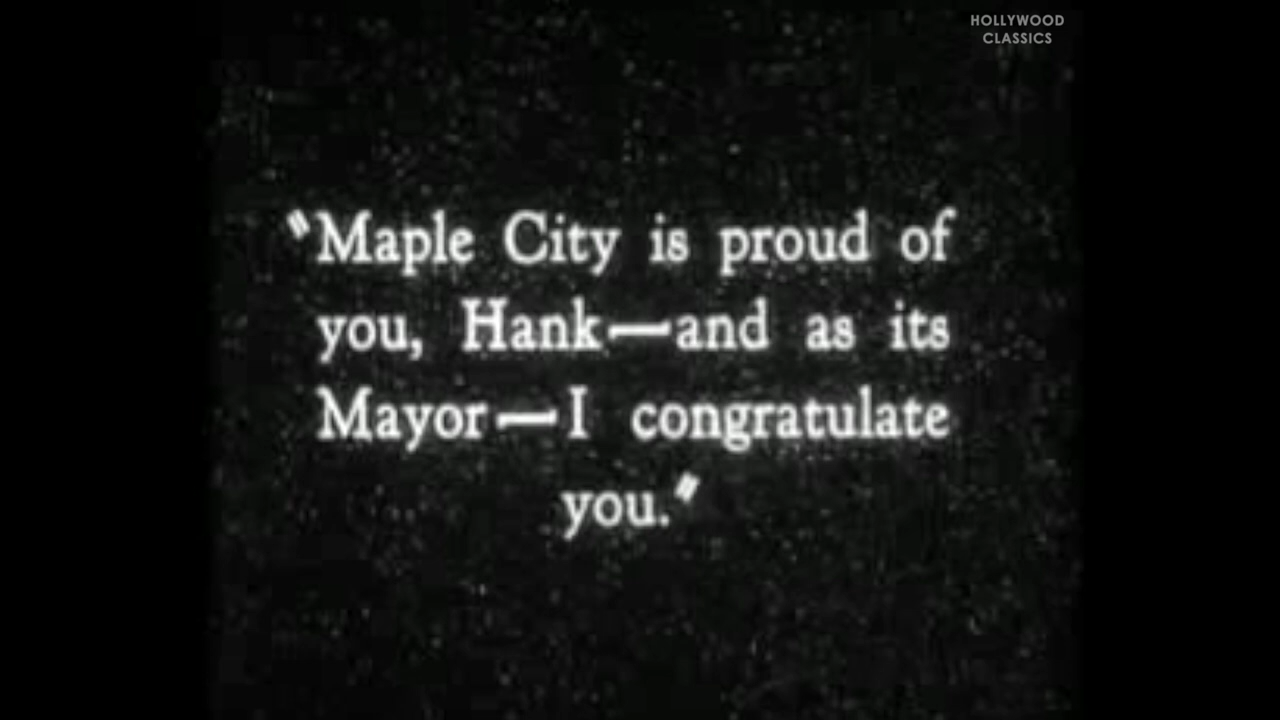 HOLLYWOOD
CLASSICS
"Maple City is proud of
you, Hank—and as its
Mayor—I congratulate
you."